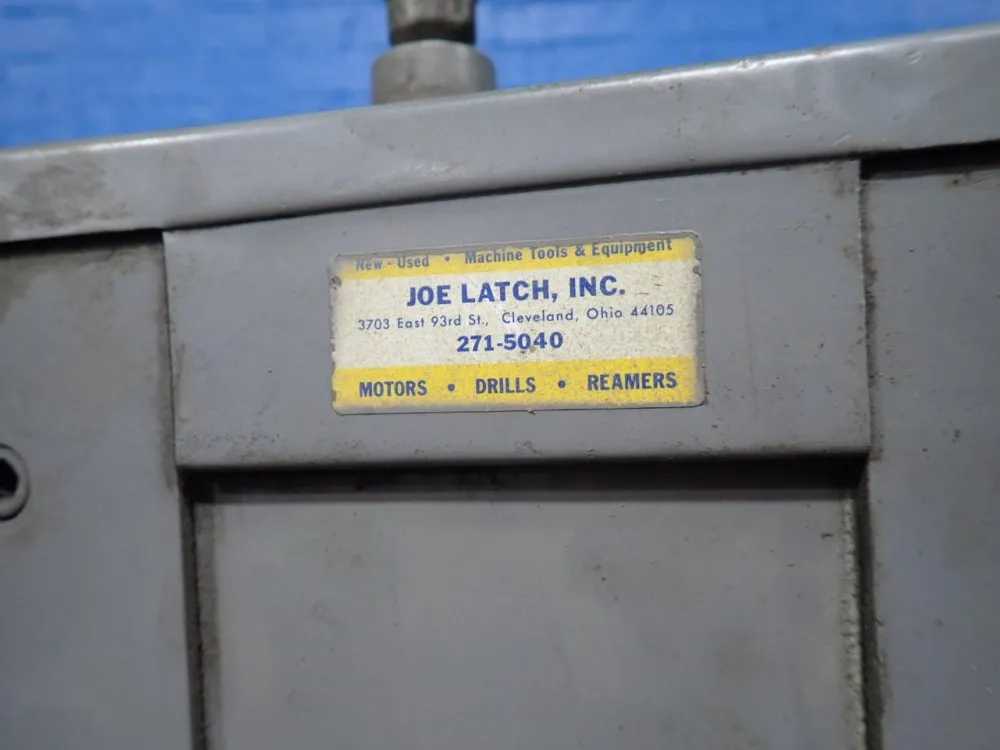 New - Used • Machine Tools & Equipment
JOE LATCH, INC.
3703 East 93rd St., Cleveland, Ohio 44105
271-5040
MOTORS • DRILLS • REAMERS